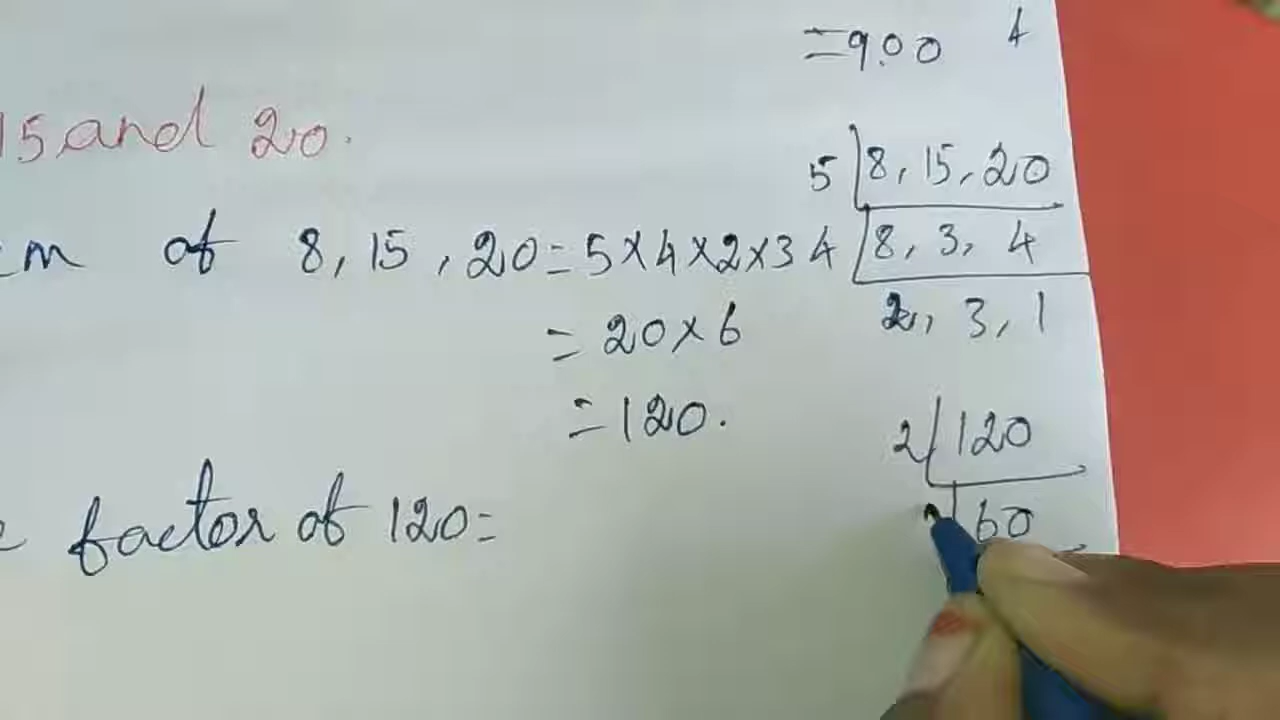 =900 4
15 and 20.
5 8, 15, 20
of 8, 15, 20=5×4×2×3 4 8, 3, 4
= 20×6 2, 3, 1
=120. 2 120
factor of 120= 60